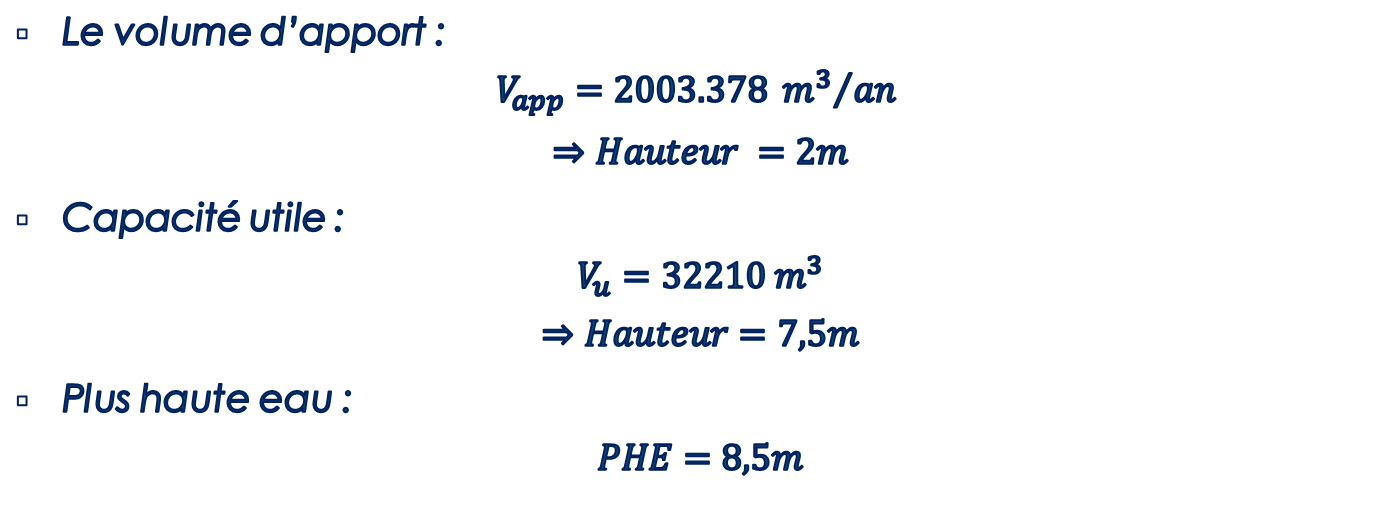 ▫ Le volume d’apport :
V_app = 2003.378 m³/an
⇒ Hauteur = 2m
▫ Capacité utile :
V_u = 32210 m³
⇒ Hauteur = 7,5m
▫ Plus haute eau :
PHE = 8,5m